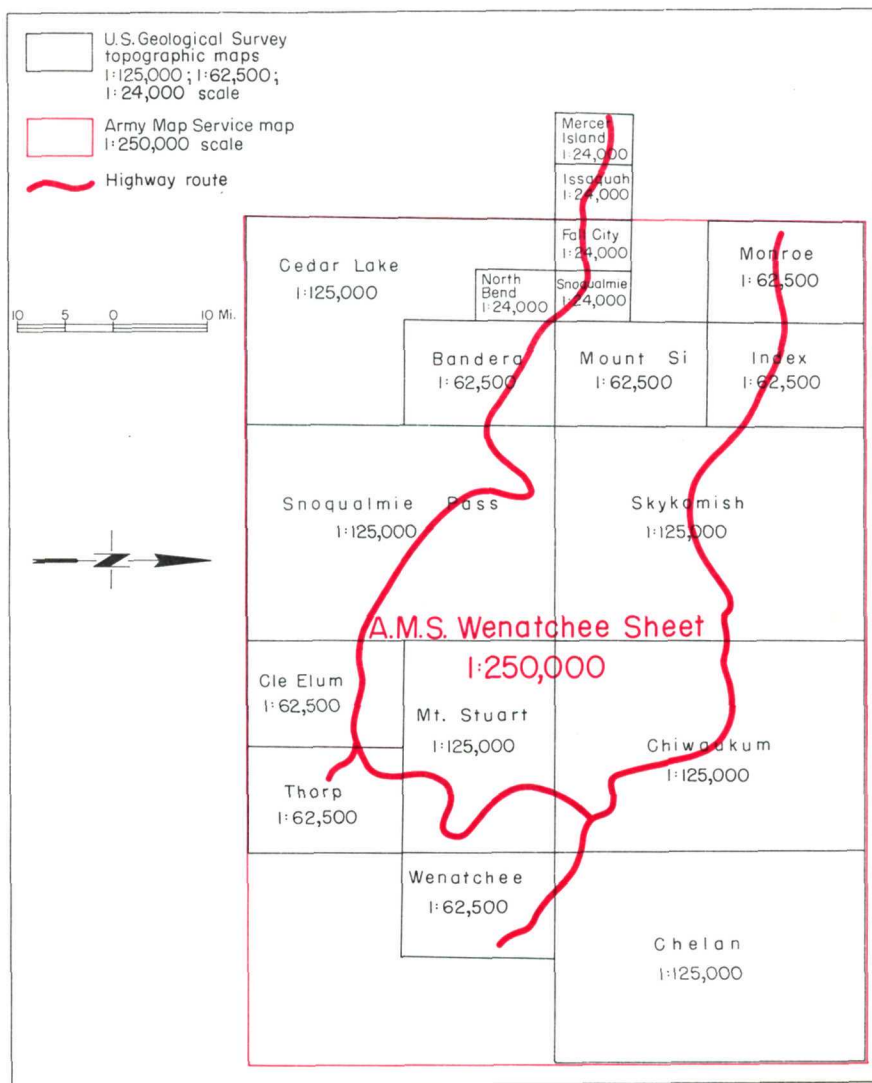 U.S. Geological Survey
topographic maps
1:125,000 ; 1:62,500 ;
1:24,000 scale
Army Map Service map
1:250,000 scale
Highway route
10 5 0 10 Mi.
N
Mercer
Island
1:24,000
Issaquah
1:24,000
Fall City
1:24,000
Cedar Lake
1:125,000
North
Bend
1:24,000
Snoqualmie
1:24,000
Monroe
1:62,500
Bandera
1:62,500
Mount Si
1:62,500
Index
1:62,500
Snoqualmie Pass
1:125,000
Skykomish
1:125,000
A.M.S. Wenatchee Sheet
1:250,000
Cle Elum
1:62,500
Mt. Stuart
1:125,000
Chiwaukum
1:125,000
Thorp
1:62,500
Wenatchee
1:62,500
Chelan
1:125,000